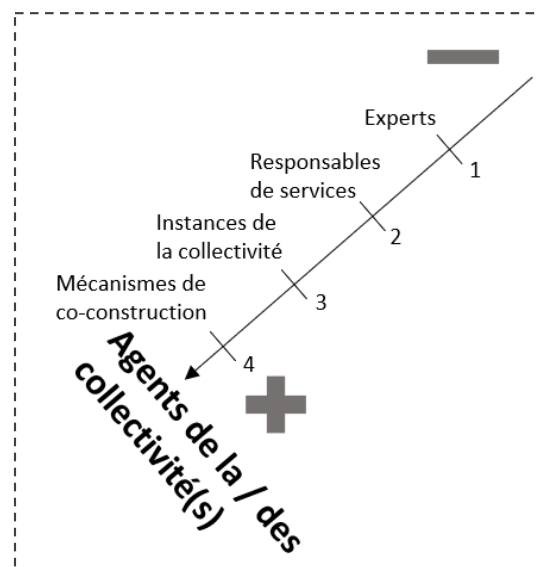 Experts
1
Responsables
de services
2
Instances de
la collectivité
3
Mécanismes de
co-construction
4
Agents de la / des
collectivité(s)